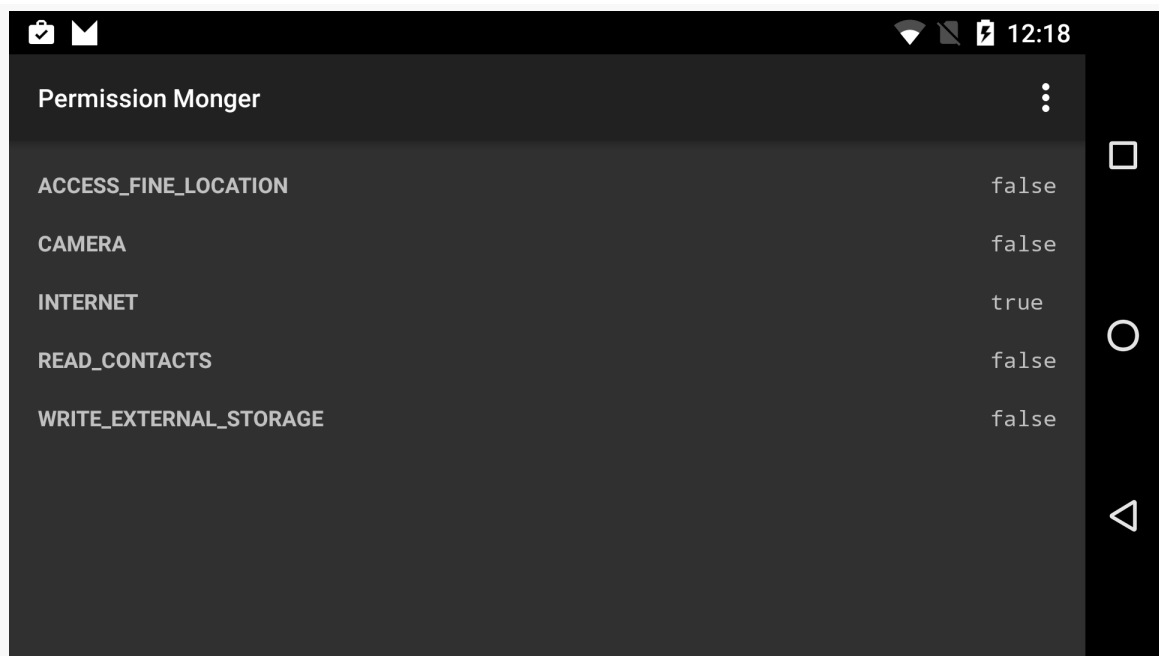 12:18
Permission Monger
ACCESS_FINE_LOCATION false
CAMERA false
INTERNET true
READ_CONTACTS false
WRITE_EXTERNAL_STORAGE false